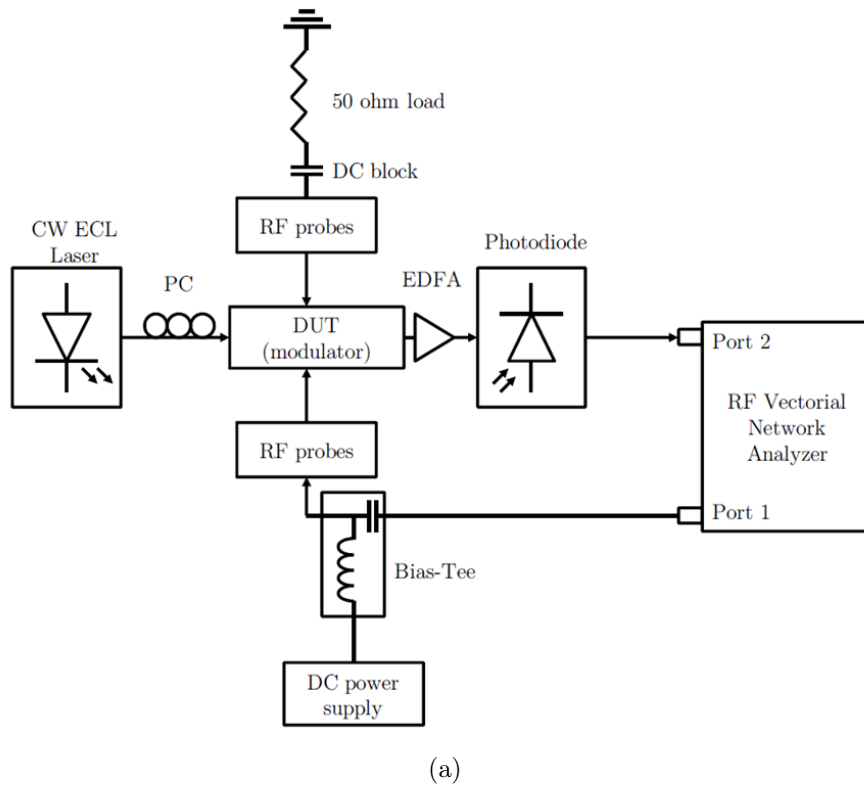 50 ohm load
DC block
RF probes
CW ECL
Laser
PC
DUT
(modulator)
EDFA
Photodiode
Port 2
RF Vectorial
Network
Analyzer
Port 1
RF probes
Bias-Tee
DC power
supply
(a)